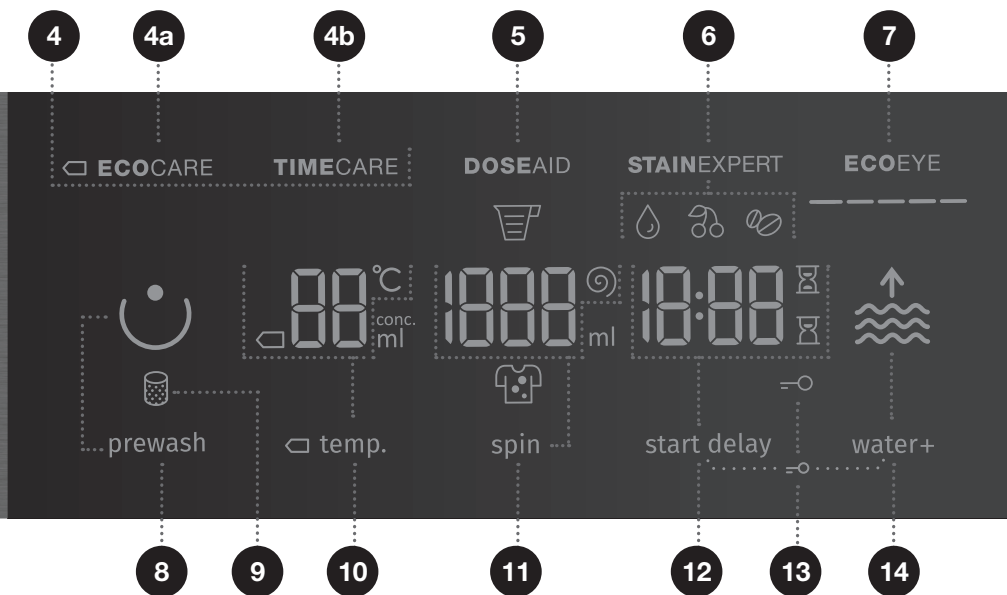 4 4a 4b 5 6 7
ECOCARE TIMECARE DOSEAID STAINEXPERT ECOEYE
88 °C conc. ml 1888 ml 18:88
prewash temp. spin start delay water+
8 9 10 11 12 13 14